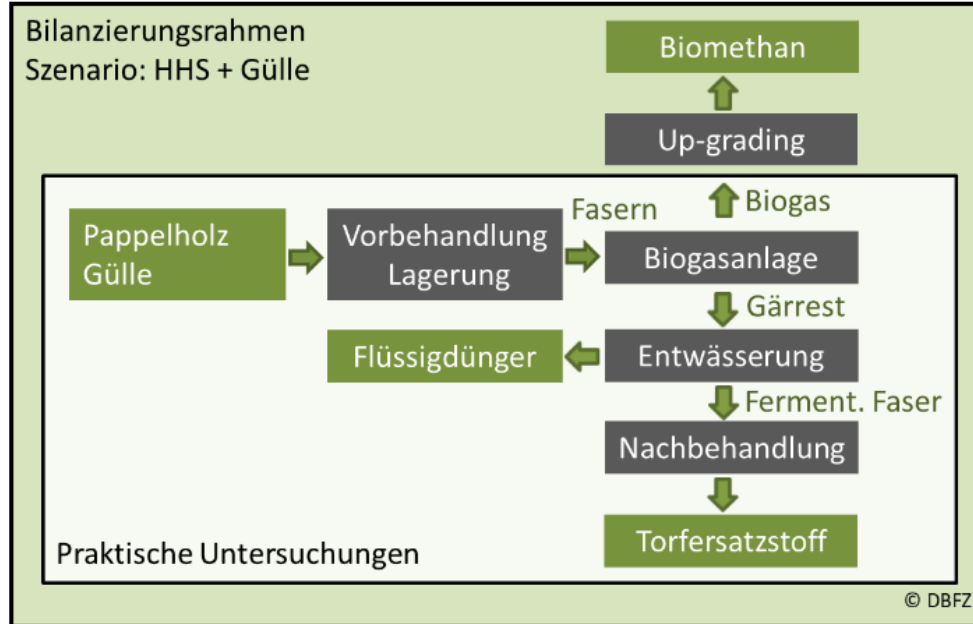 Bilanzierungsrahmen
Szenario: HHS + Gülle
Biomethan
Up-grading
Biogas
Pappelholz
Gülle
Vorbehandlung
Lagerung
Fasern
Biogasanlage
Gärrest
Flüssigdünger
Entwässerung
Ferment. Faser
Nachbehandlung
Torfersatzstoff
Praktische Untersuchungen
© DBFZ